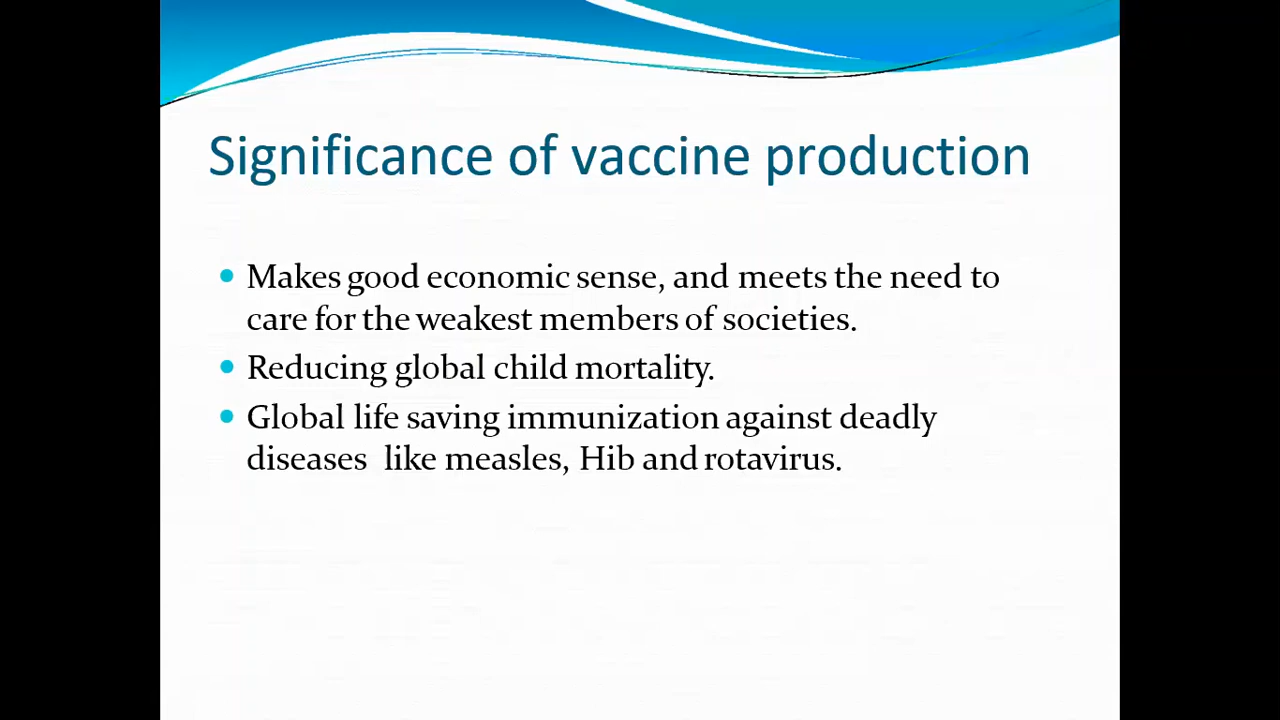 Significance of vaccine production
• Makes good economic sense, and meets the need to
care for the weakest members of societies.
• Reducing global child mortality.
• Global life saving immunization against deadly
diseases  like measles, Hib and rotavirus.